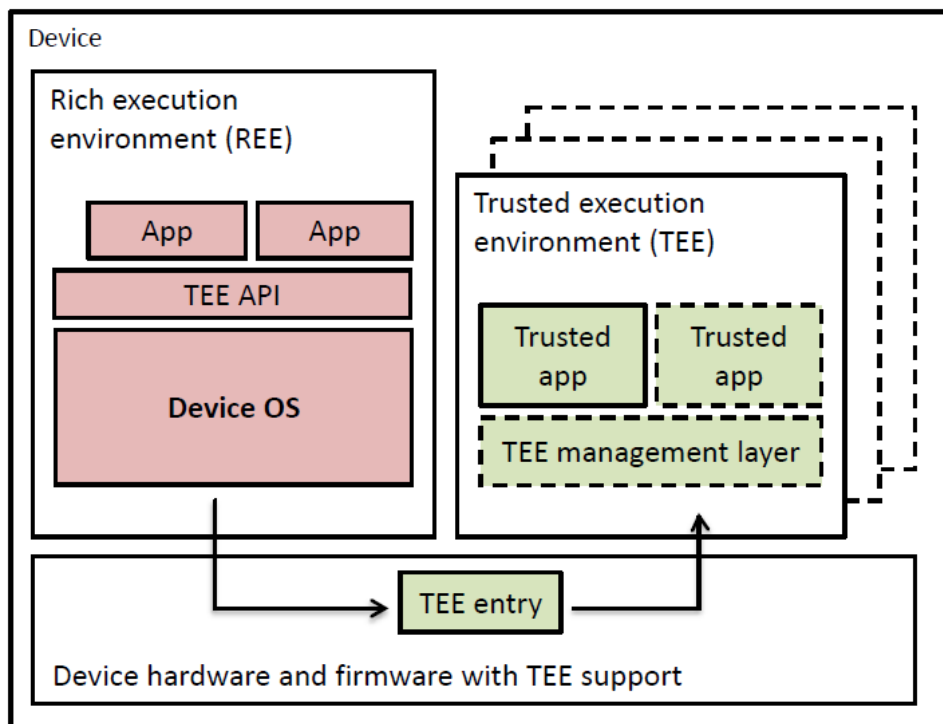 Device
Rich execution
environment (REE)
App
App
TEE API
Device OS
Trusted execution
environment (TEE)
Trusted
app
Trusted
app
TEE management layer
TEE entry
Device hardware and firmware with TEE support